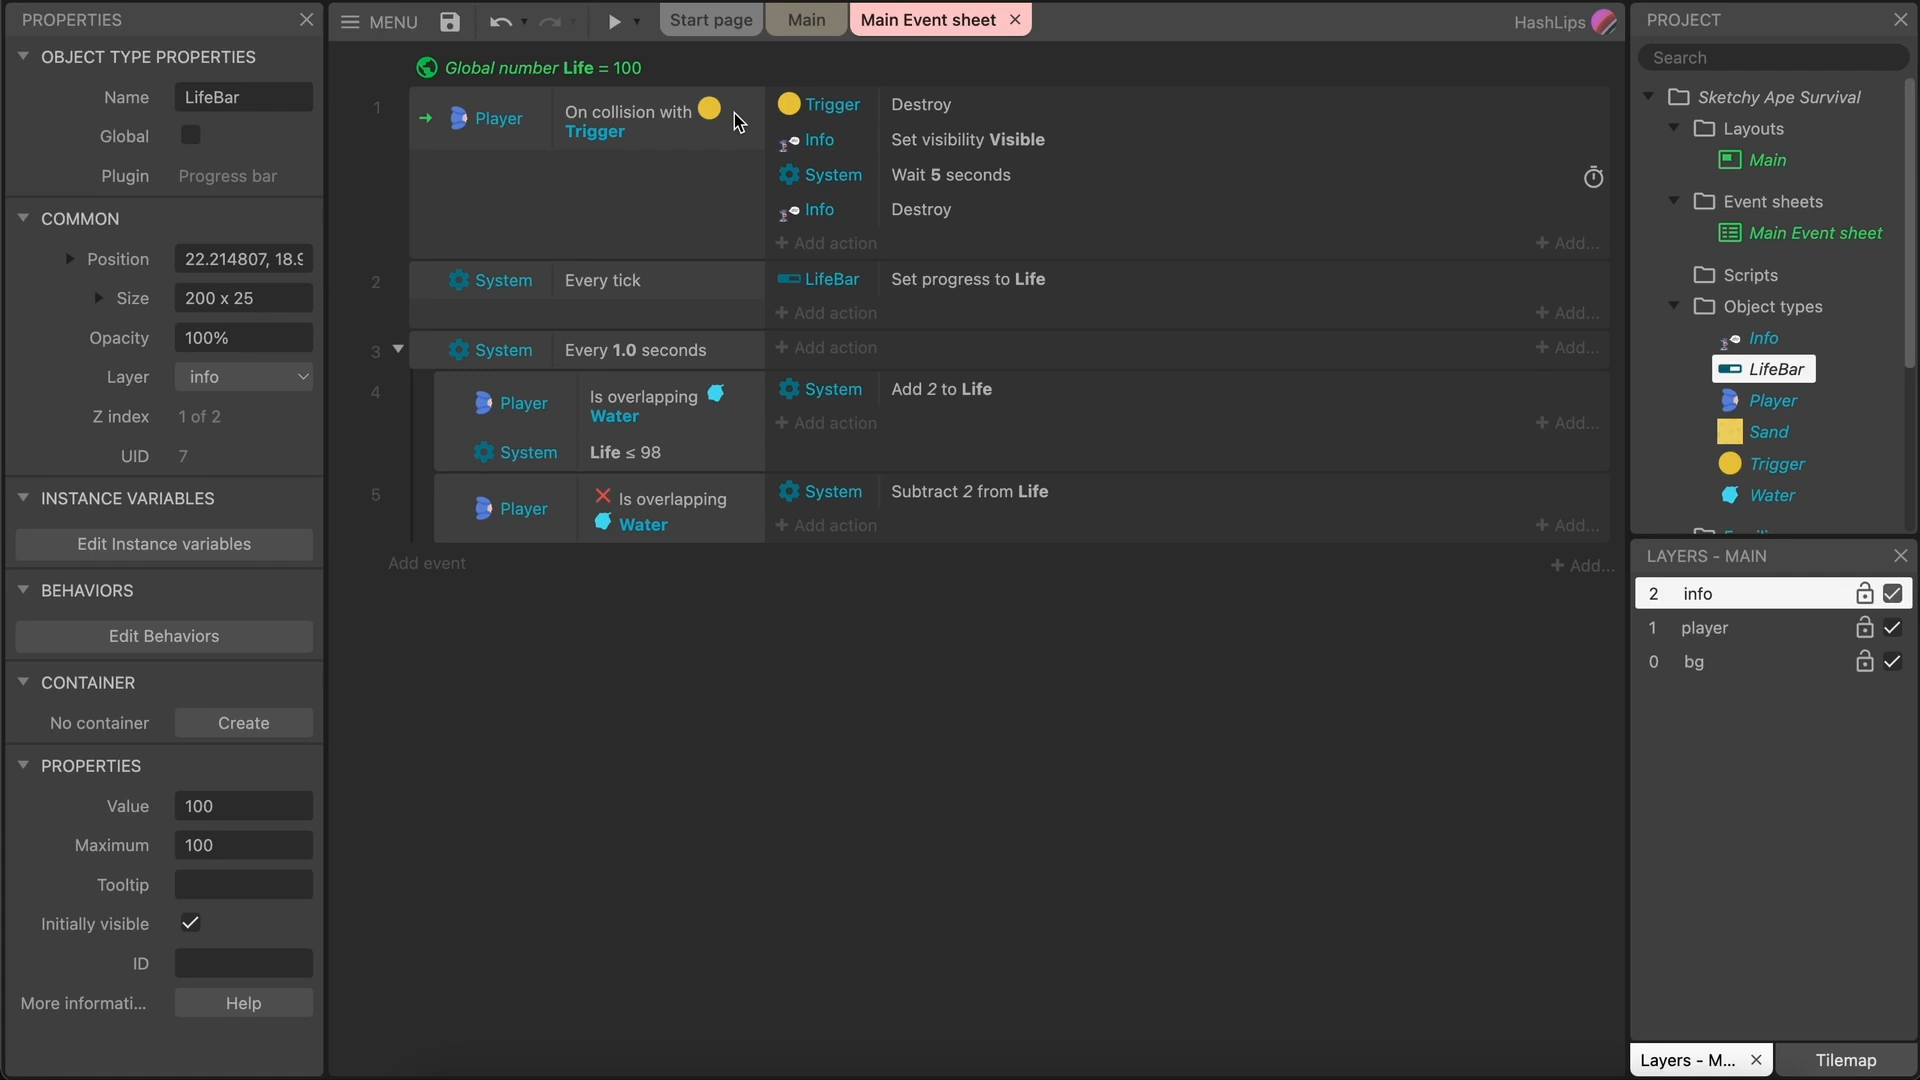 PROPERTIES
OBJECT TYPE PROPERTIES
Name LifeBar
Global
Plugin Progress bar
COMMON
Position 22.214807, 18.9
Size 200 x 25
Opacity 100%
Layer info
Z index 1 of 2
UID 7
INSTANCE VARIABLES
Edit Instance variables
BEHAVIORS
Edit Behaviors
CONTAINER
No container Create
PROPERTIES
Value 100
Maximum 100
Tooltip
Initially visible
ID
More informati... Help
MENU Start page Main Main Event sheet HashLips
Global number Life = 100
1 Player On collision with
Trigger
Trigger Destroy
Info Set visibility Visible
System Wait 5 seconds
Info Destroy
+ Add action + Add...
2 System Every tick LifeBar Set progress to Life
+ Add action + Add...
3 System Every 1.0 seconds + Add action + Add...
4 Player Is overlapping
Water
System Add 2 to Life
+ Add action + Add...
System Life ≤ 98
5 Player Is overlapping
Water
System Subtract 2 from Life
+ Add action + Add...
Add event + Add...
PROJECT
Search
Sketchy Ape Survival
Layouts
Main
Event sheets
Main Event sheet
Scripts
Object types
Info
LifeBar
Player
Sand
Trigger
Water
LAYERS - MAIN
2 info
1 player
0 bg
Layers - M... Tilemap